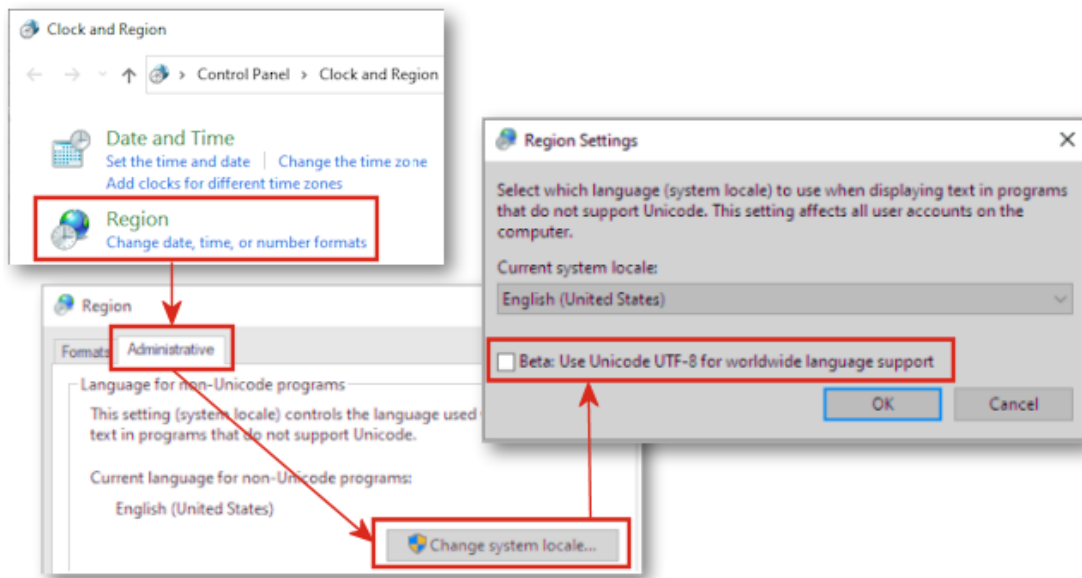 Clock and Region
Control Panel > Clock and Region
Date and Time
Set the time and date | Change the time zone
Add clocks for different time zones
Region
Change date, time, or number formats
Region
Formats Administrative
Language for non-Unicode programs
This setting (system locale) controls the language used
text in programs that do not support Unicode.
Current language for non-Unicode programs:
English (United States)
Change system locale...
Region Settings
Select which language (system locale) to use when displaying text in programs
that do not support Unicode. This setting affects all user accounts on the
computer.
Current system locale:
English (United States)
Beta: Use Unicode UTF-8 for worldwide language support
OK Cancel